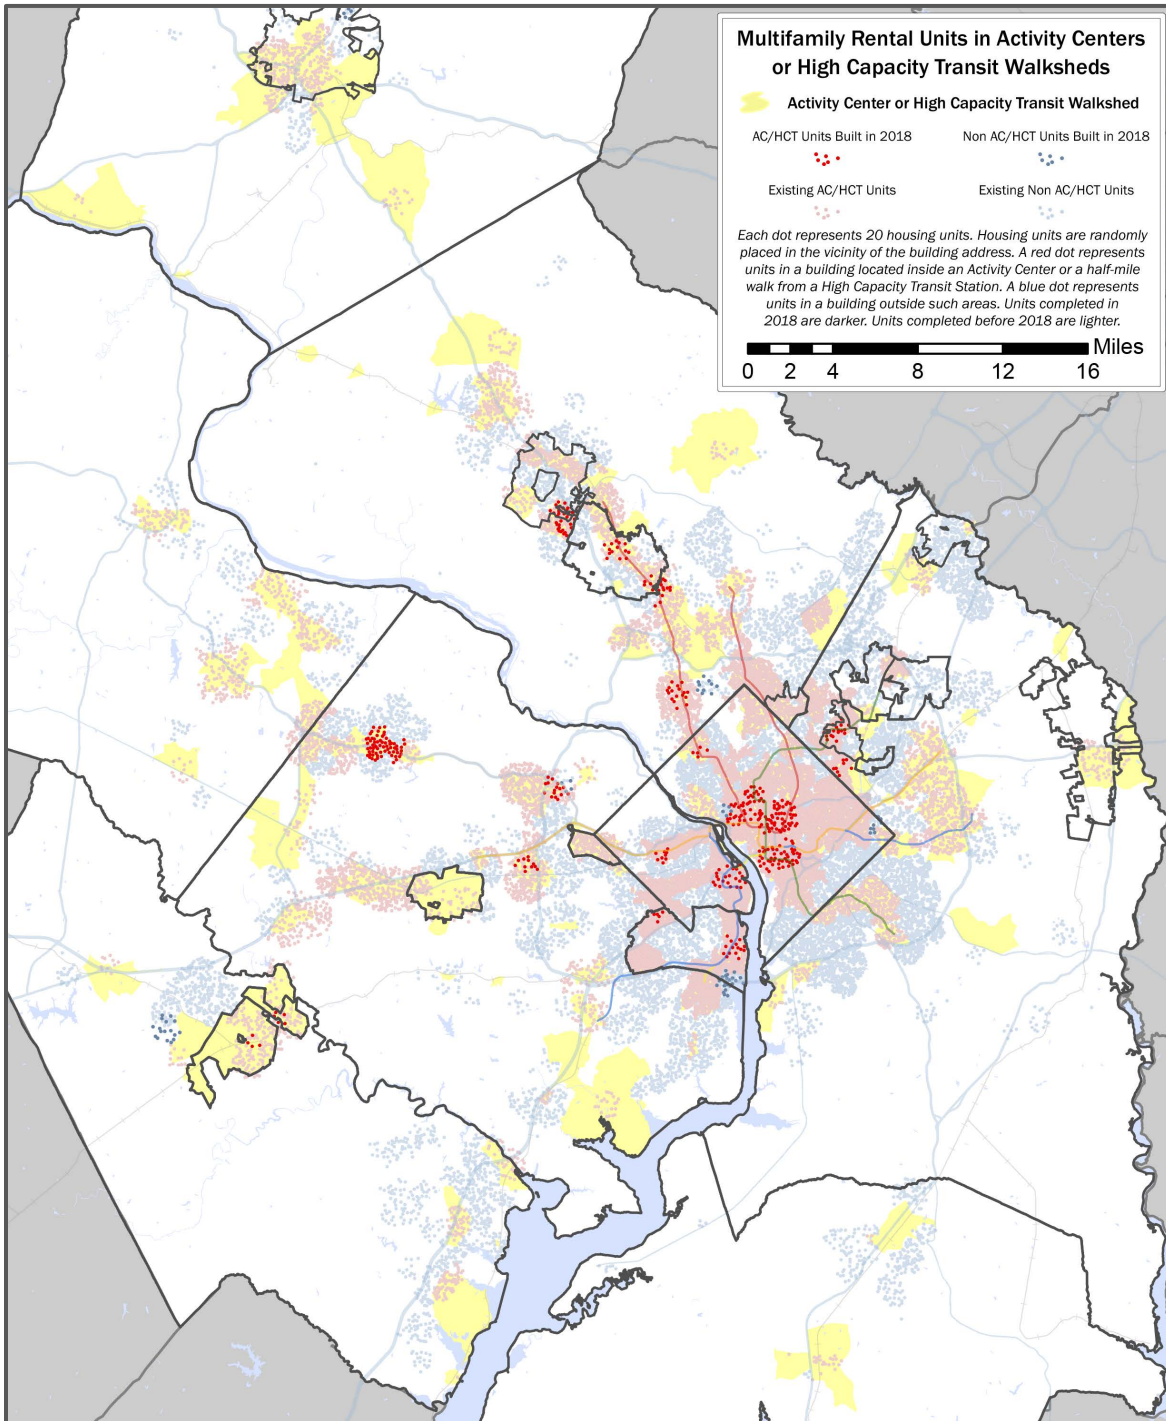 Multifamily Rental Units in Activity Centers
or High Capacity Transit Walksheds
Activity Center or High Capacity Transit Walkshed
AC/HCT Units Built in 2018
Non AC/HCT Units Built in 2018
Existing AC/HCT Units
Existing Non AC/HCT Units
Each dot represents 20 housing units. Housing units are randomly
placed in the vicinity of the building address. A red dot represents
units in a building located inside an Activity Center or a half-mile
walk from a High Capacity Transit Station. A blue dot represents
units in a building outside such areas. Units completed in
2018 are darker. Units completed before 2018 are lighter.
Miles
0 2 4 8 12 16